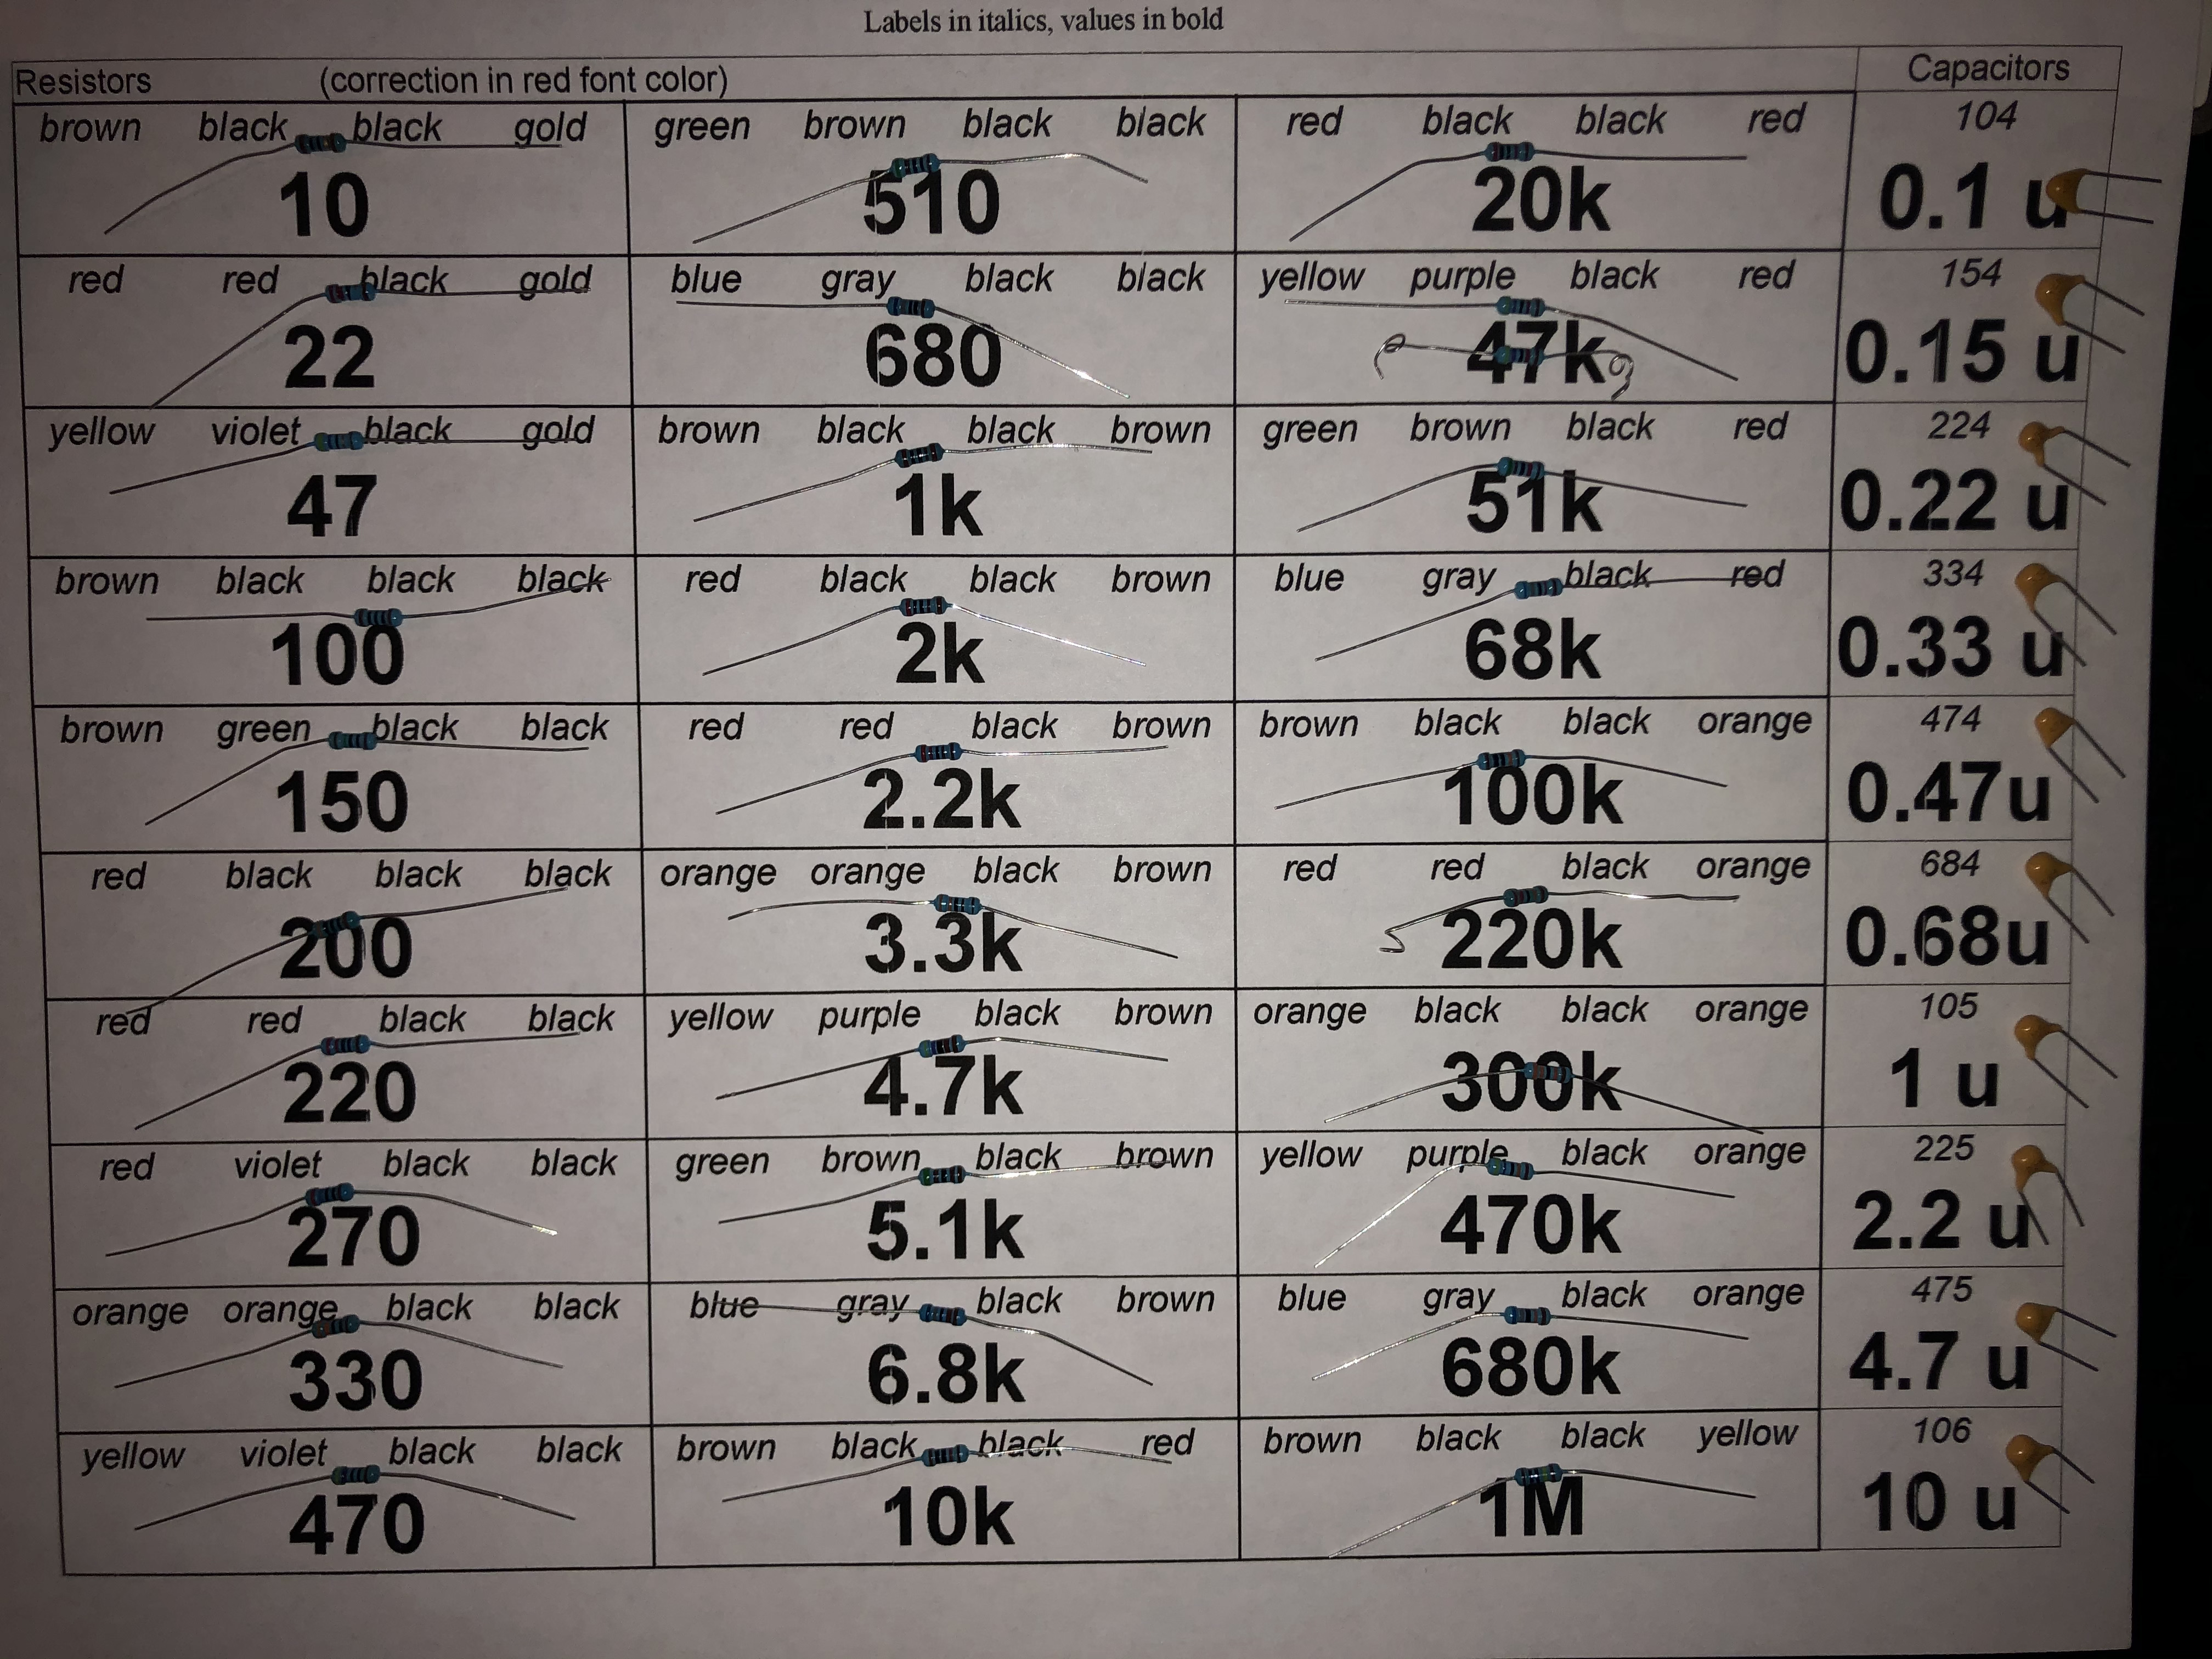 Labels in italics, values in bold
Resistors (correction in red font color) Capacitors
brown black black gold green brown black black red black black red 104
10 510 20k 0.1 u
red red black gold blue gray black black yellow purple black red 154
22 680 47k 0.15 u
yellow violet black gold brown black black brown green brown black red 224
47 1k 51k 0.22 u
brown black black black red black black brown blue gray black red 334
100 2k 68k 0.33 u
brown green black black red red black brown brown black black orange 474
150 2.2k 100k 0.47u
red black black black orange orange black brown red red black orange 684
200 3.3k 220k 0.68u
red red black black yellow purple black brown orange black black orange 105
220 4.7k 300k 1 u
red violet black black green brown black brown yellow purple black orange 225
270 5.1k 470k 2.2 u
orange orange black black blue gray black brown blue gray black orange 475
330 6.8k 680k 4.7 u
yellow violet black black brown black black red brown black black yellow 106
470 10k 1M 10 u